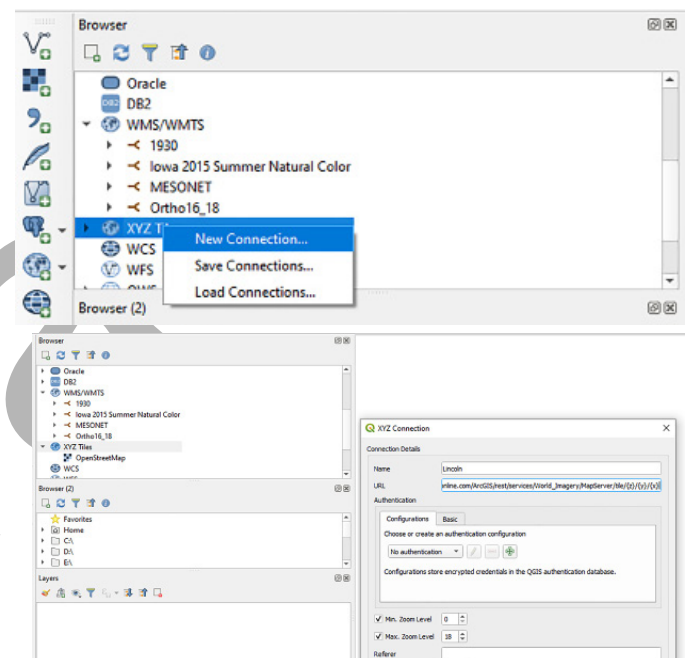 Browser
Oracle
DB2
WMS/WMTS
1930
Iowa 2015 Summer Natural Color
MESONET
Ortho16_18
XYZ
New Connection...
WCS
Save Connections...
WFS
Load Connections...
Browser (2)
Browser
Oracle
DB2
WMS/WMTS
1930
Iowa 2015 Summer Natural Color
MESONET
Ortho16_18
XYZ Tiles
OpenStreetMap
WCS
Browser (2)
Favorites
Home
C:\
D:\
E:\
Layers
XYZ Connection
Connection Details
Name Lincoln
URL nline.com/ArcGIS/rest/services/World_Imagery/MapServer/tile/{z}/{y}/{x}
Authentication
Configurations Basic
Choose or create an authentication configuration
No authentication
Configurations store encrypted credentials in the QGIS authentication database.
Min. Zoom Level 0
Max. Zoom Level 18
Referer